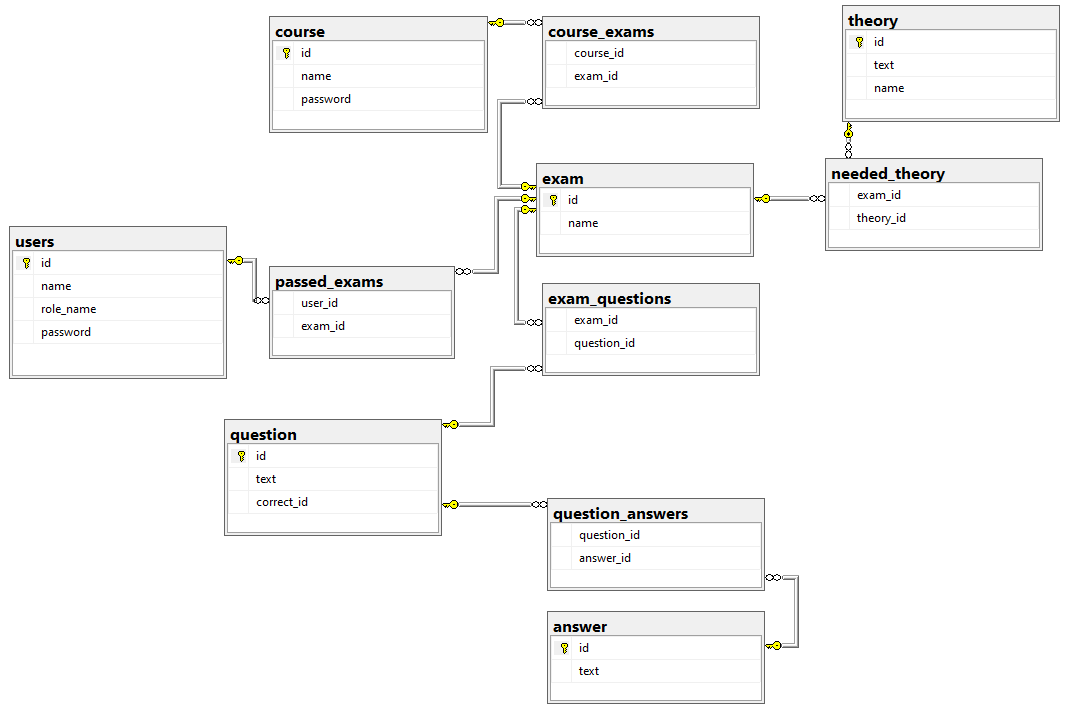 course
id
name
password
course_exams
course_id
exam_id
theory
id
text
name
exam
id
name
needed_theory
exam_id
theory_id
users
id
name
role_name
password
passed_exams
user_id
exam_id
exam_questions
exam_id
question_id
question
id
text
correct_id
question_answers
question_id
answer_id
answer
id
text